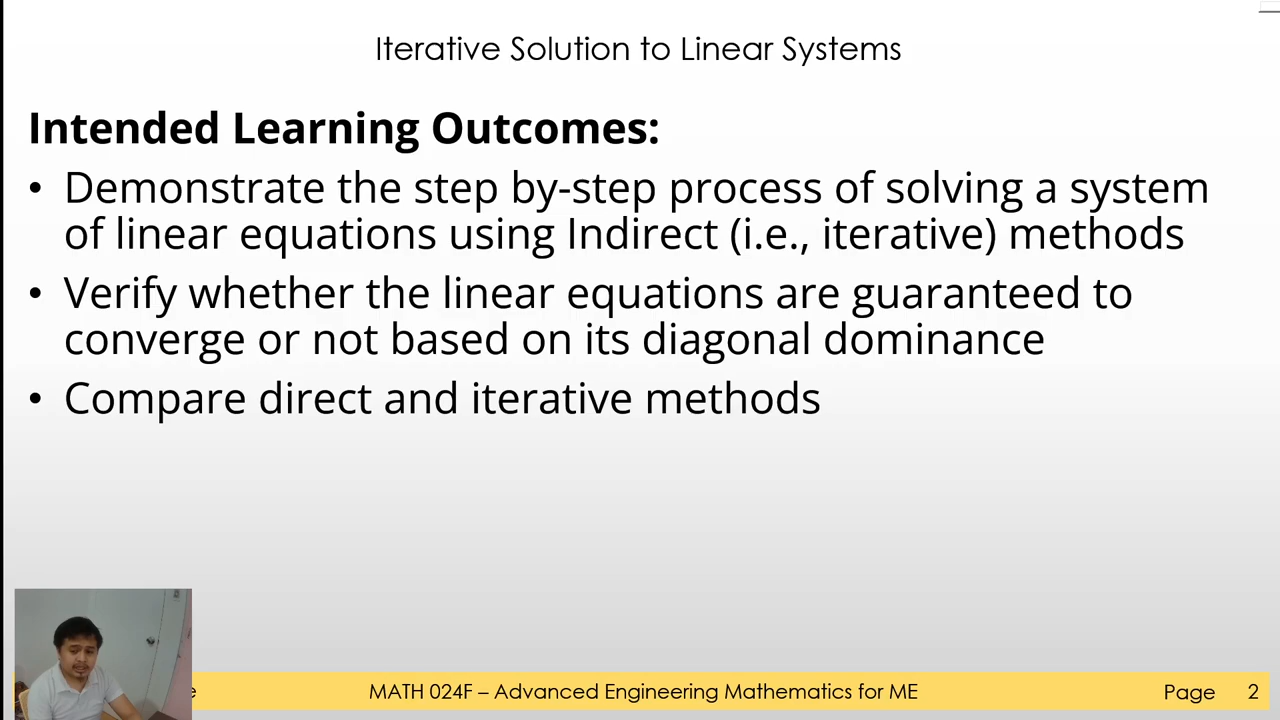 Iterative Solution to Linear Systems
Intended Learning Outcomes:
• Demonstrate the step by-step process of solving a system
of linear equations using Indirect (i.e., iterative) methods
• Verify whether the linear equations are guaranteed to
converge or not based on its diagonal dominance
• Compare direct and iterative methods
MATH 024F – Advanced Engineering Mathematics for ME
Page 2